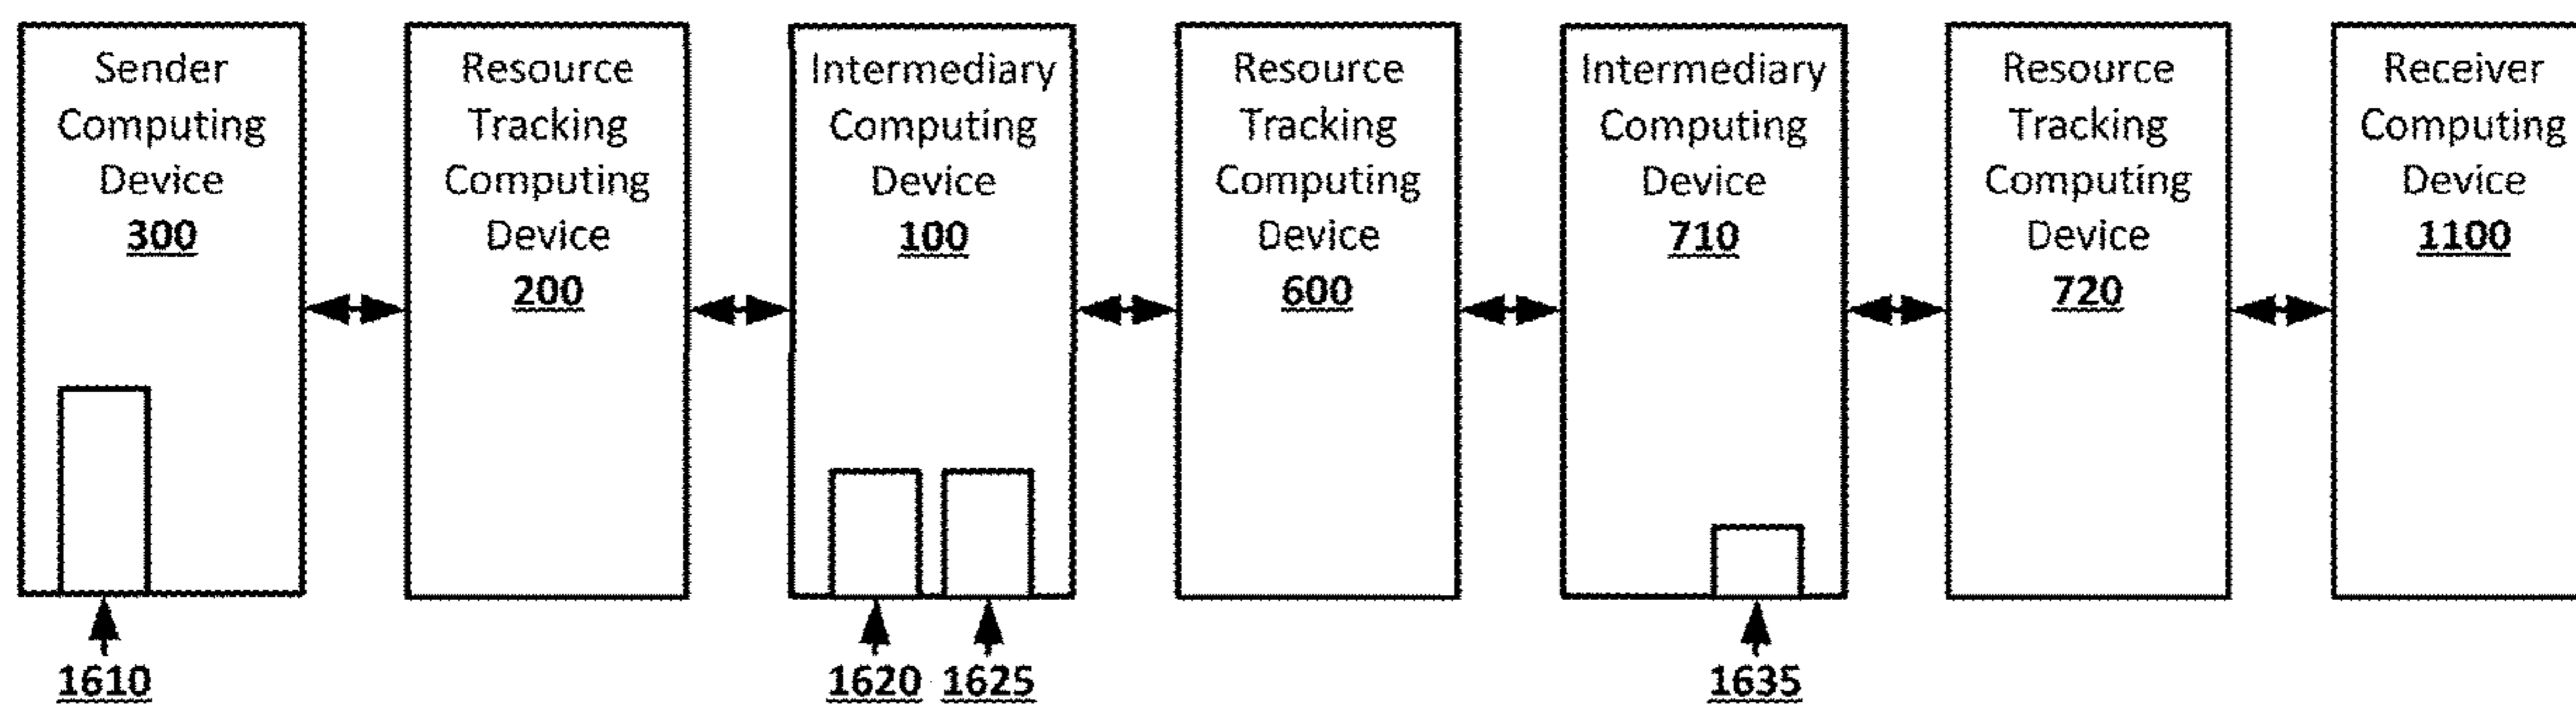 Sender
Computing
Device
300
Resource
Tracking
Computing
Device
200
Intermediary
Computing
Device
100
Resource
Tracking
Computing
Device
600
Intermediary
Computing
Device
710
Resource
Tracking
Computing
Device
720
Receiver
Computing
Device
1100
1610
1620 1625
1635